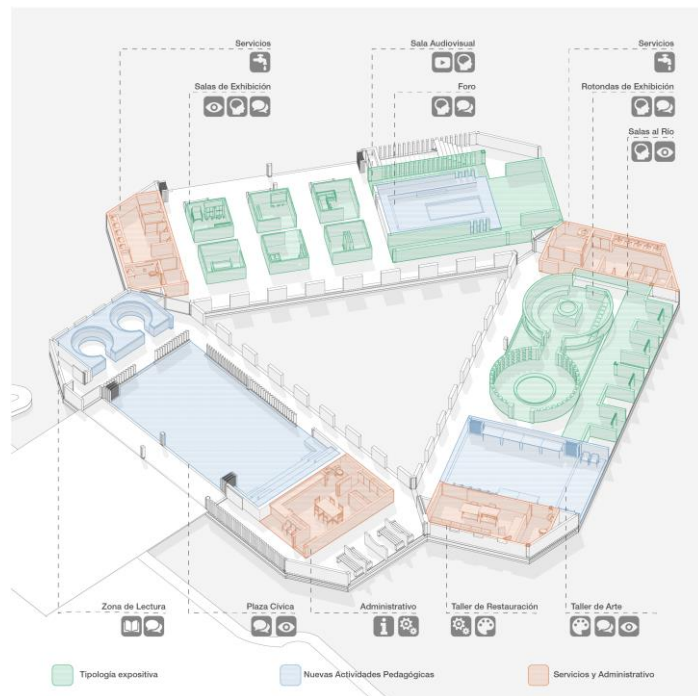 Servicios
Sala Audiovisual
Servicios
Salas de Exhibición
Foro
Rotondas de Exhibición
Salas al Río
Zona de Lectura
Plaza Cívica
Administrativo
Taller de Restauración
Taller de Arte
Tipología expositiva
Nuevas Actividades Pedagógicas
Servicios y Administrativo